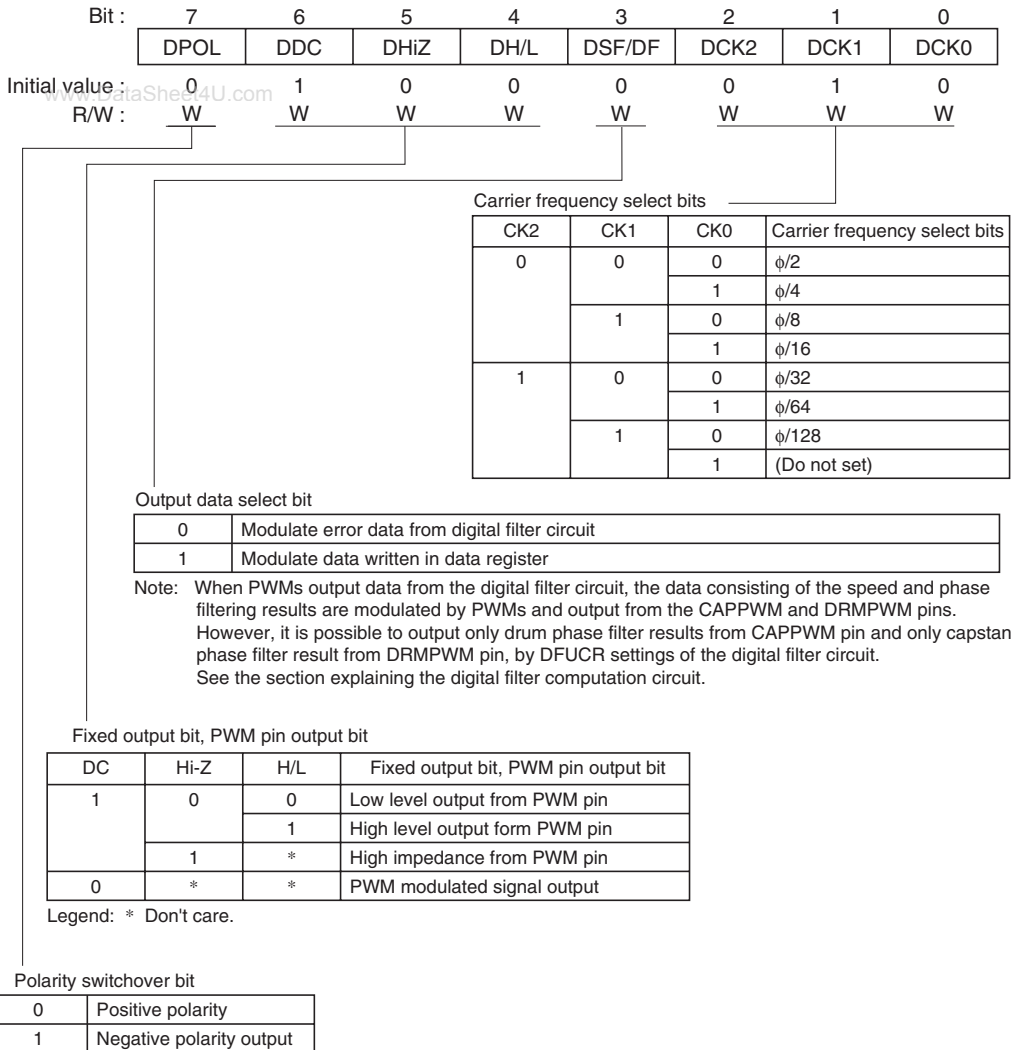 Bit : 7 6 5 4 3 2 1 0
DPOL DDC DHiZ DH/L DSF/DF DCK2 DCK1 DCK0
Initial value : 0 1 0 0 0 0 1 0
www.DataSheet4U.com
R/W : W W W W W W W W
Carrier frequency select bits
CK2 CK1 CK0 Carrier frequency select bits
0 0 0 ϕ/2
1 ϕ/4
1 0 ϕ/8
1 ϕ/16
1 0 0 ϕ/32
1 ϕ/64
1 0 ϕ/128
1 (Do not set)
Output data select bit
0 Modulate error data from digital filter circuit
1 Modulate data written in data register
Note: When PWMs output data from the digital filter circuit, the data consisting of the speed and phase
filtering results are modulated by PWMs and output from the CAPPWM and DRMPWM pins.
However, it is possible to output only drum phase filter results from CAPPWM pin and only capstan
phase filter result from DRMPWM pin, by DFUCR settings of the digital filter circuit.
See the section explaining the digital filter computation circuit.
Fixed output bit, PWM pin output bit
DC Hi-Z H/L Fixed output bit, PWM pin output bit
1 0 0 Low level output from PWM pin
1 High level output form PWM pin
1 * High impedance from PWM pin
0 * * PWM modulated signal output
Legend: * Don't care.
Polarity switchover bit
0 Positive polarity
1 Negative polarity output